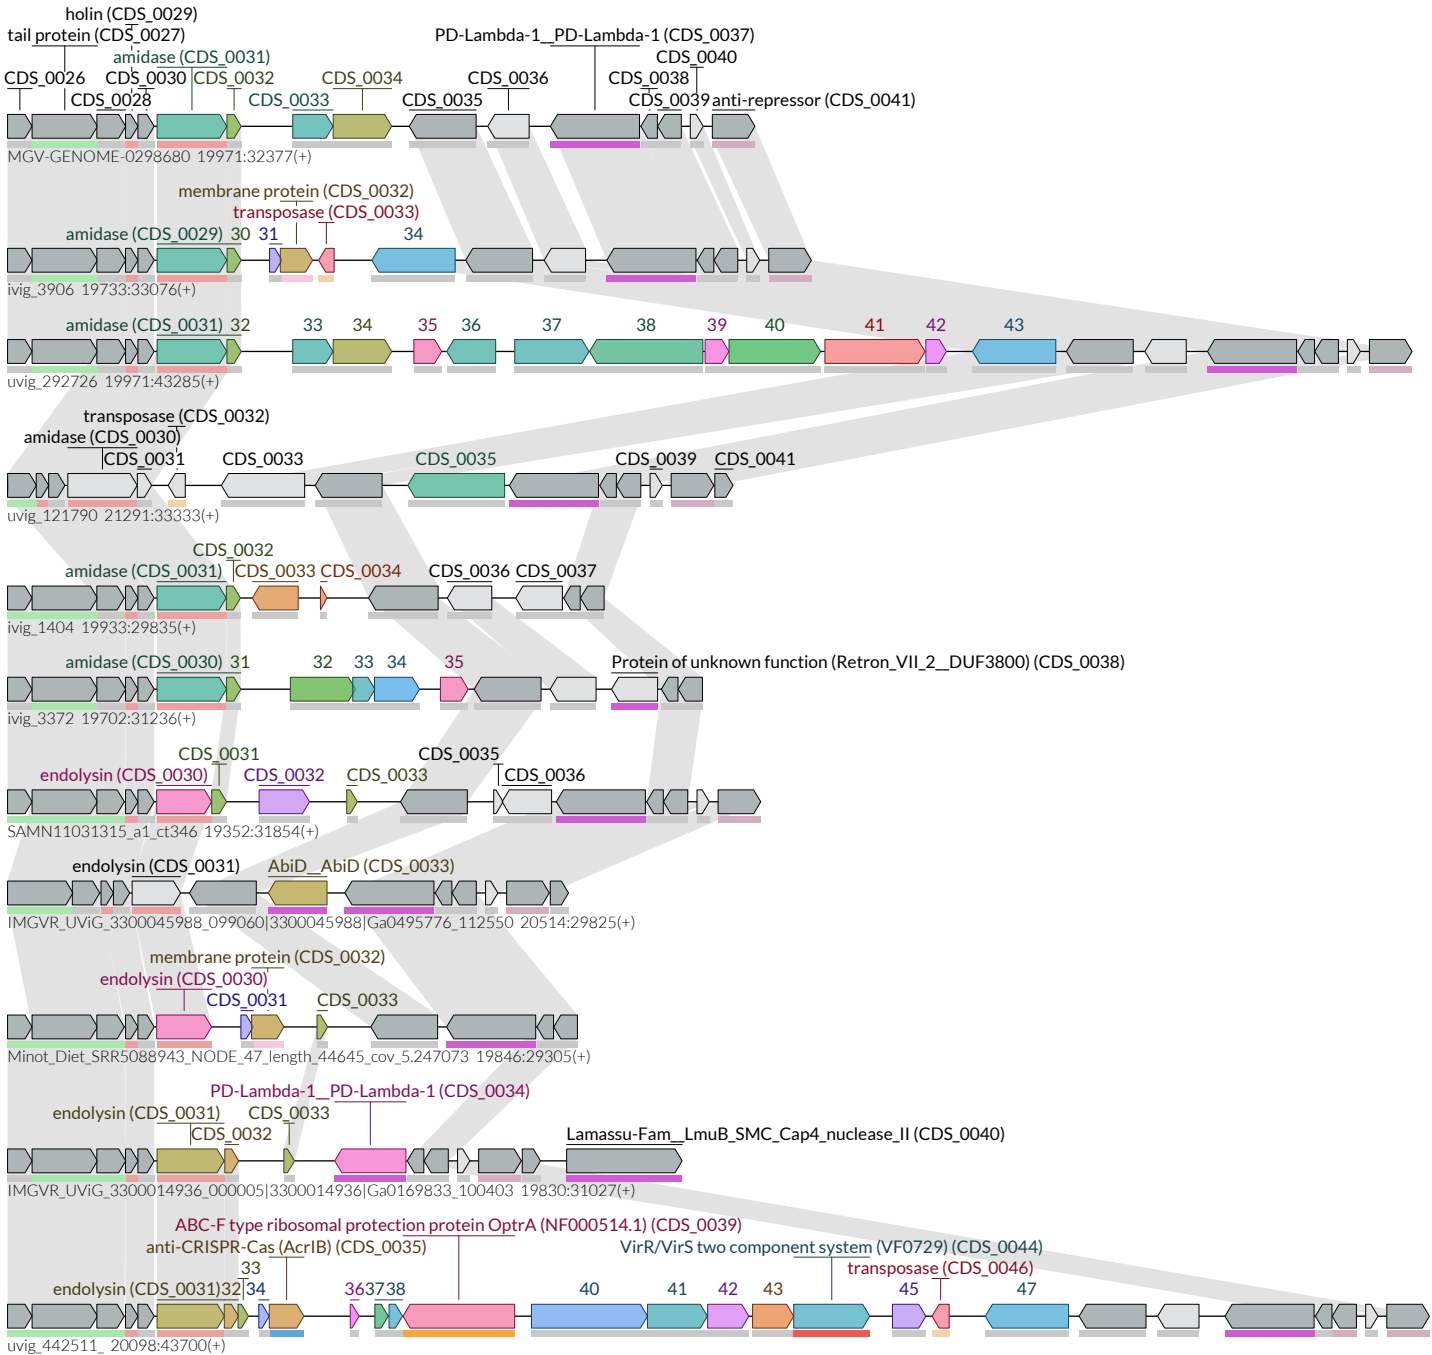 holin (CDS_0029)
tail protein (CDS_0027) PD-Lambda-1__PD-Lambda-1 (CDS_0037)
amidase (CDS_0031) CDS_0040
CDS_0026 CDS_0030 CDS_0032 CDS_0034 CDS_0036 CDS_0038
CDS_0028 CDS_0033 CDS_0035 CDS_0039 anti-repressor (CDS_0041)
MGV-GENOME-0298680 19971:32377(+)
membrane protein (CDS_0032)
transposase (CDS_0033)
amidase (CDS_0029) 30 31 34
ivig_3906 19733:33076(+)
amidase (CDS_0031) 32 33 34 35 36 37 38 39 40 41 42 43
uvig_292726 19971:43285(+)
transposase (CDS_0032)
amidase (CDS_0030)
CDS_0031 CDS_0033 CDS_0035 CDS_0039 CDS_0041
uvig_121790 21291:33333(+)
CDS_0032
amidase (CDS_0031) CDS_0033 CDS_0034 CDS_0036 CDS_0037
ivig_1404 19933:29835(+)
amidase (CDS_0030) 31 32 33 34 35 Protein of unknown function (Retron_VII_2__DUF3800) (CDS_0038)
ivig_3372 19702:31236(+)
CDS_0031 CDS_0035
endolysin (CDS_0030) CDS_0032 CDS_0033 CDS_0036
SAMN11031315_a1_ct346 19352:31854(+)
endolysin (CDS_0031) AbiD__AbiD (CDS_0033)
IMGVR_UViG_3300045988_099060|3300045988|Ga0495776_112550 20514:29825(+)
membrane protein (CDS_0032)
endolysin (CDS_0030)
CDS_0031 CDS_0033
Minot_Diet_SRR5088943_NODE_47_length_44645_cov_5.247073 19846:29305(+)
PD-Lambda-1__PD-Lambda-1 (CDS_0034)
endolysin (CDS_0031) CDS_0033
CDS_0032 Lamassu-Fam__LmuB_SMC_Cap4_nuclease_II (CDS_0040)
IMGVR_UViG_3300014936_000005|3300014936|Ga0169833_100403 19830:31027(+)
ABC-F type ribosomal protection protein OptrA (NF000514.1) (CDS_0039)
anti-CRISPR-Cas (AcrIB) (CDS_0035) VirR/VirS two component system (VF0729) (CDS_0044)
33 transposase (CDS_0046)
endolysin (CDS_0031) 32 34 36 37 38 40 41 42 43 45 47
uvig_442511_ 20098:43700(+)